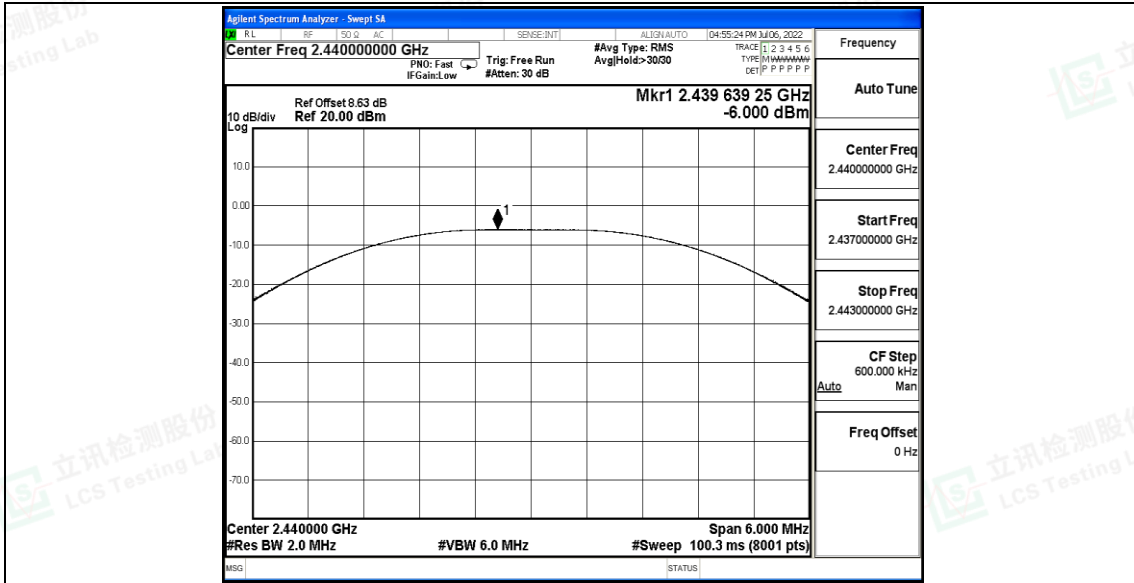 Agilent Spectrum Analyzer - Swept SA
RL RF 50 Ω AC SENSE:INT ALIGN AUTO 04:55:24 PM Jul 06, 2022
Center Freq 2.440000000 GHz
PNO: Fast
IFGain:Low
Trig: Free Run
#Atten: 30 dB
#Avg Type: RMS
Avg|Hold:>30/30
TRACE 1 2 3 4 5 6
TYPE M WWWWW
DET P P P P P P
Mkr1 2.439 639 25 GHz
-6.000 dBm
Ref Offset 8.63 dB
10 dB/div Ref 20.00 dBm
Log
10.0
0.00
-10.0
-20.0
-30.0
-40.0
-50.0
-60.0
-70.0
1
Center 2.440000 GHz Span 6.000 MHz
#Res BW 2.0 MHz #VBW 6.0 MHz #Sweep 100.3 ms (8001 pts)
MSG STATUS
Frequency
Auto Tune
Center Freq
2.440000000 GHz
Start Freq
2.437000000 GHz
Stop Freq
2.443000000 GHz
CF Step
600.000 kHz
Auto Man
Freq Offset
0 Hz
立讯检测股份
LCS Testing Lab
立讯检测股份
LCS Testing L
测股份
sting Lab
立
L